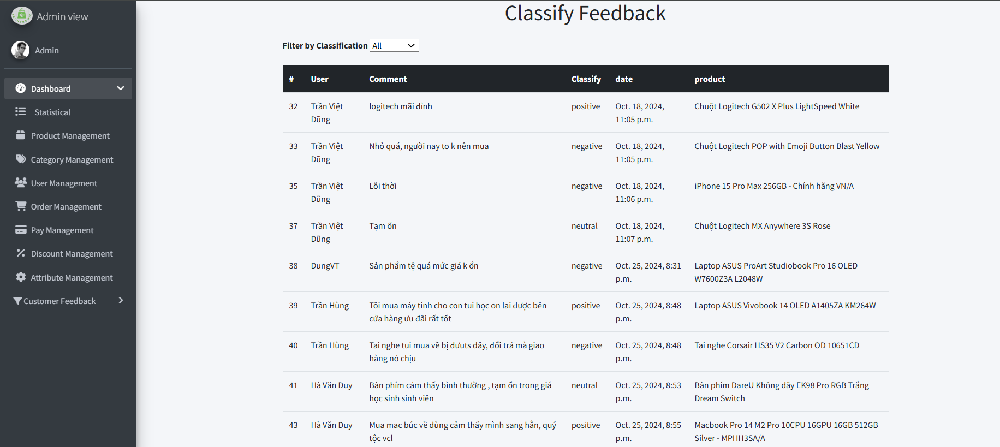 Admin view
Admin
Dashboard
Statistical
Product Management
Category Management
User Management
Order Management
Pay Management
Discount Management
Attribute Management
Customer Feedback
Classify Feedback
Filter by Classification All
# User Comment Classify date product
32 Trần Việt logitech mãi đỉnh positive Oct. 18, 2024, Chuột Logitech G502 X Plus LightSpeed White
Dũng 11:05 p.m.
33 Trần Việt Nhỏ quá, người nay to k nên mua negative Oct. 18, 2024, Chuột Logitech POP with Emoji Button Blast Yellow
Dũng 11:05 p.m.
35 Trần Việt Lỗi thời negative Oct. 18, 2024, iPhone 15 Pro Max 256GB - Chính hãng VN/A
Dũng 11:06 p.m.
37 Trần Việt Tạm ổn neutral Oct. 18, 2024, Chuột Logitech MX Anywhere 3S Rose
Dũng 11:07 p.m.
38 DungVT Sản phẩm tệ quá mức giá k ổn negative Oct. 25, 2024, 8:31 Laptop ASUS ProArt Studiobook Pro 16 OLED
p.m. W7600Z3A L2048W
39 Trần Hùng Tôi mua máy tính cho con tui học on lai được bên positive Oct. 25, 2024, 8:48 Laptop ASUS Vivobook 14 OLED A1405ZA KM264W
cửa hàng ưu đãi rất tốt p.m.
40 Trần Hùng Tai nghe tui mua về bị đưuts dây, đổi trả mà giao negative Oct. 25, 2024, 8:48 Tai nghe Corsair HS35 V2 Carbon OD 10651CD
hàng nỏ chịu p.m.
41 Hà Văn Duy Bàn phím cảm thấy bình thường , tạm ổn trong giá neutral Oct. 25, 2024, 8:53 Bàn phím DareU Không dây EK98 Pro RGB Trắng
học sinh sinh viên p.m. Dream Switch
43 Hà Văn Duy Mua mac búc về dùng cảm thấy mình sang hẳn, quý positive Oct. 25, 2024, 8:55 Macbook Pro 14 M2 Pro 10CPU 16GPU 16GB 512GB
tộc vcl p.m. Silver - MPHH3SA/A